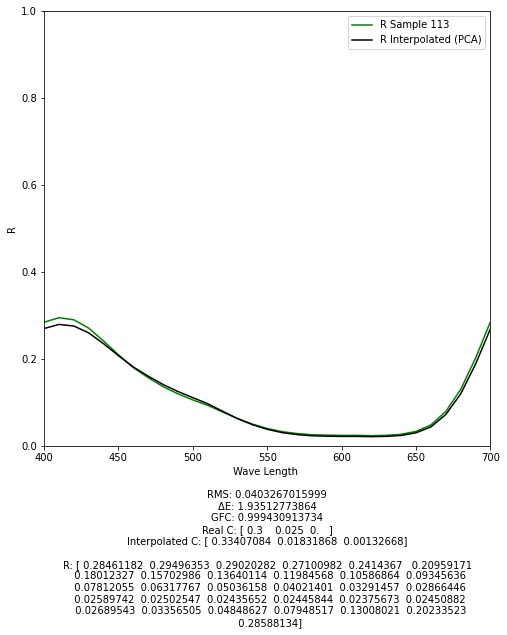 1.0
R Sample 113
R Interpolated (PCA)
0.8
0.6
R
0.4
0.2
0.0
400 450 500 550 600 650 700
Wave Length
RMS: 0.0403267015999
ΔE: 1.93512773864
GFC: 0.999430913734
Real C: [ 0.3 0.025 0. ]
Interpolated C: [ 0.33407084 0.01831868 0.00132668]
R: [ 0.28461182 0.29496353 0.29020282 0.27100982 0.2414367 0.20959171
0.18012327 0.15702986 0.13640114 0.11984568 0.10586864 0.09345636
0.07812055 0.06317767 0.05036158 0.04021401 0.03291457 0.02866446
0.02589742 0.02502547 0.02435652 0.02445844 0.02375673 0.02450882
0.02689543 0.03356505 0.04848627 0.07948517 0.13008021 0.20233523
0.28588134]